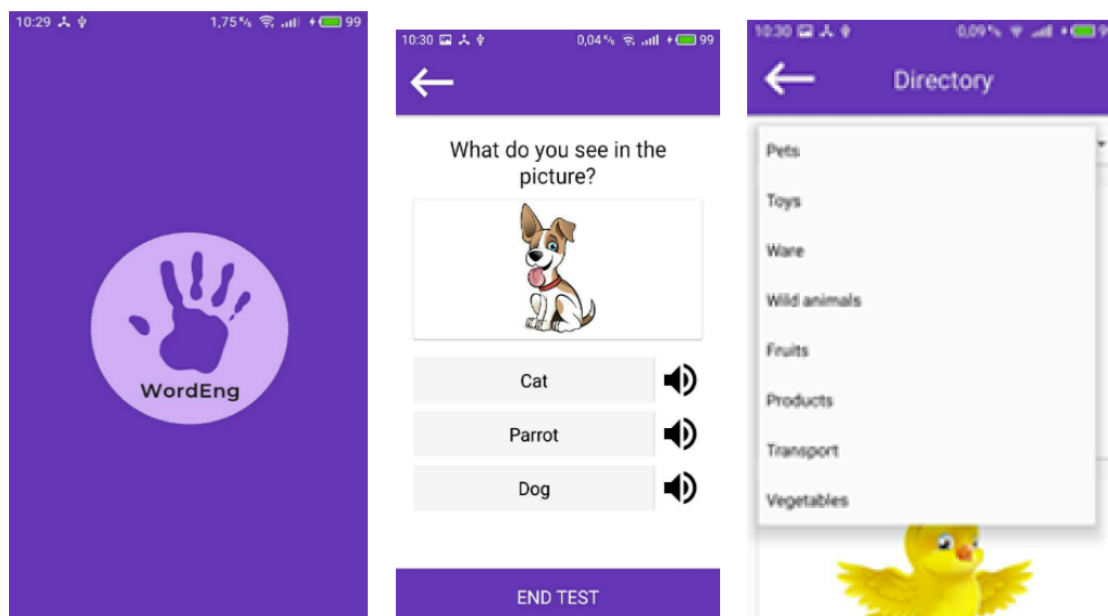 10:29 1,75 K/s 99
WordEng
10:30 0,04 K/s 99
What do you see in the
picture?
Cat
Parrot
Dog
END TEST
10:30 0,09 K/s
Directory
Pets
Toys
Ware
Wild animals
Fruits
Products
Transport
Vegetables